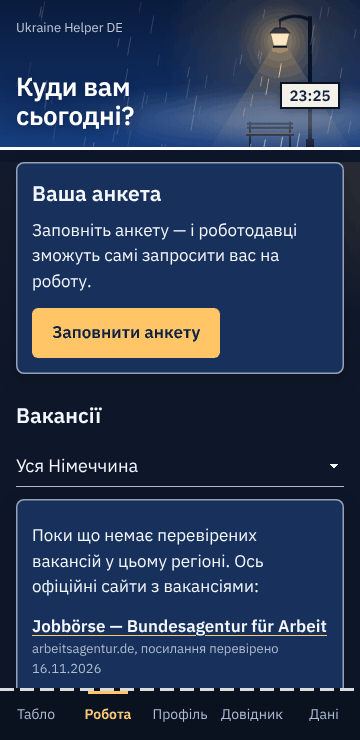 Ukraine Helper DE
Куди вам
сьогодні?
23:25
Ваша анкета
Заповніть анкету — і роботодавці
зможуть самі запросити вас на
роботу.
Заповнити анкету
Вакансії
Уся Німеччина
Поки що немає перевірених
вакансій у цьому регіоні. Ось
офіційні сайти з вакансіями:
Jobbörse — Bundesagentur für Arbeit
arbeitsagentur.de, посилання перевірено
16.11.2026
Табло Робота Профіль Довідник Дані